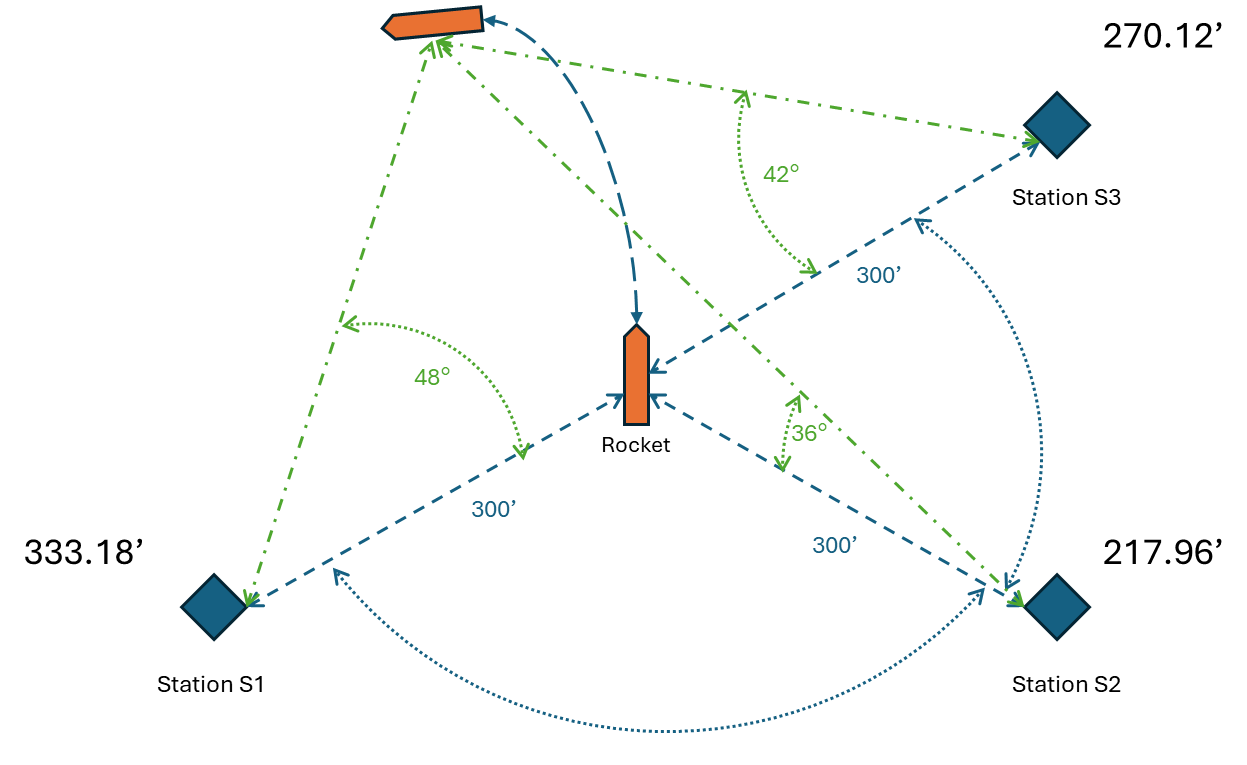 270.12’
42°
Station S3
300’
48°
36°
Rocket
300’
300’
333.18’
217.96’
Station S1
Station S2